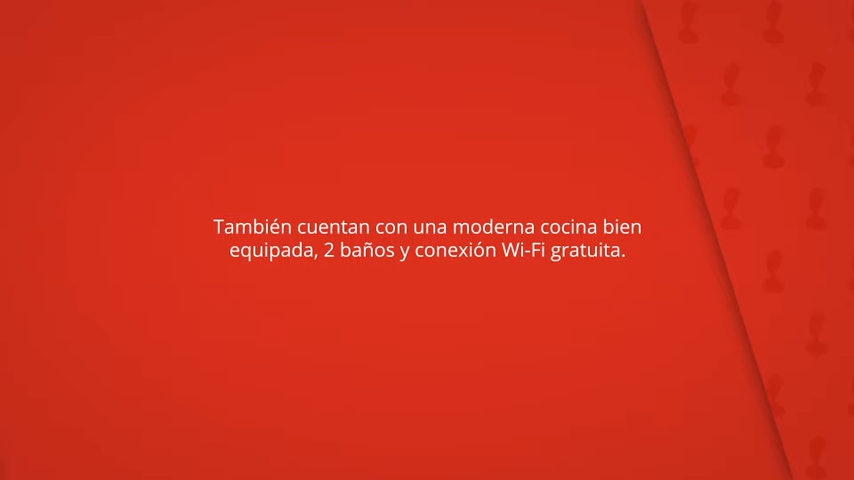 También cuentan con una moderna cocina bien
equipada, 2 baños y conexión Wi-Fi gratuita.